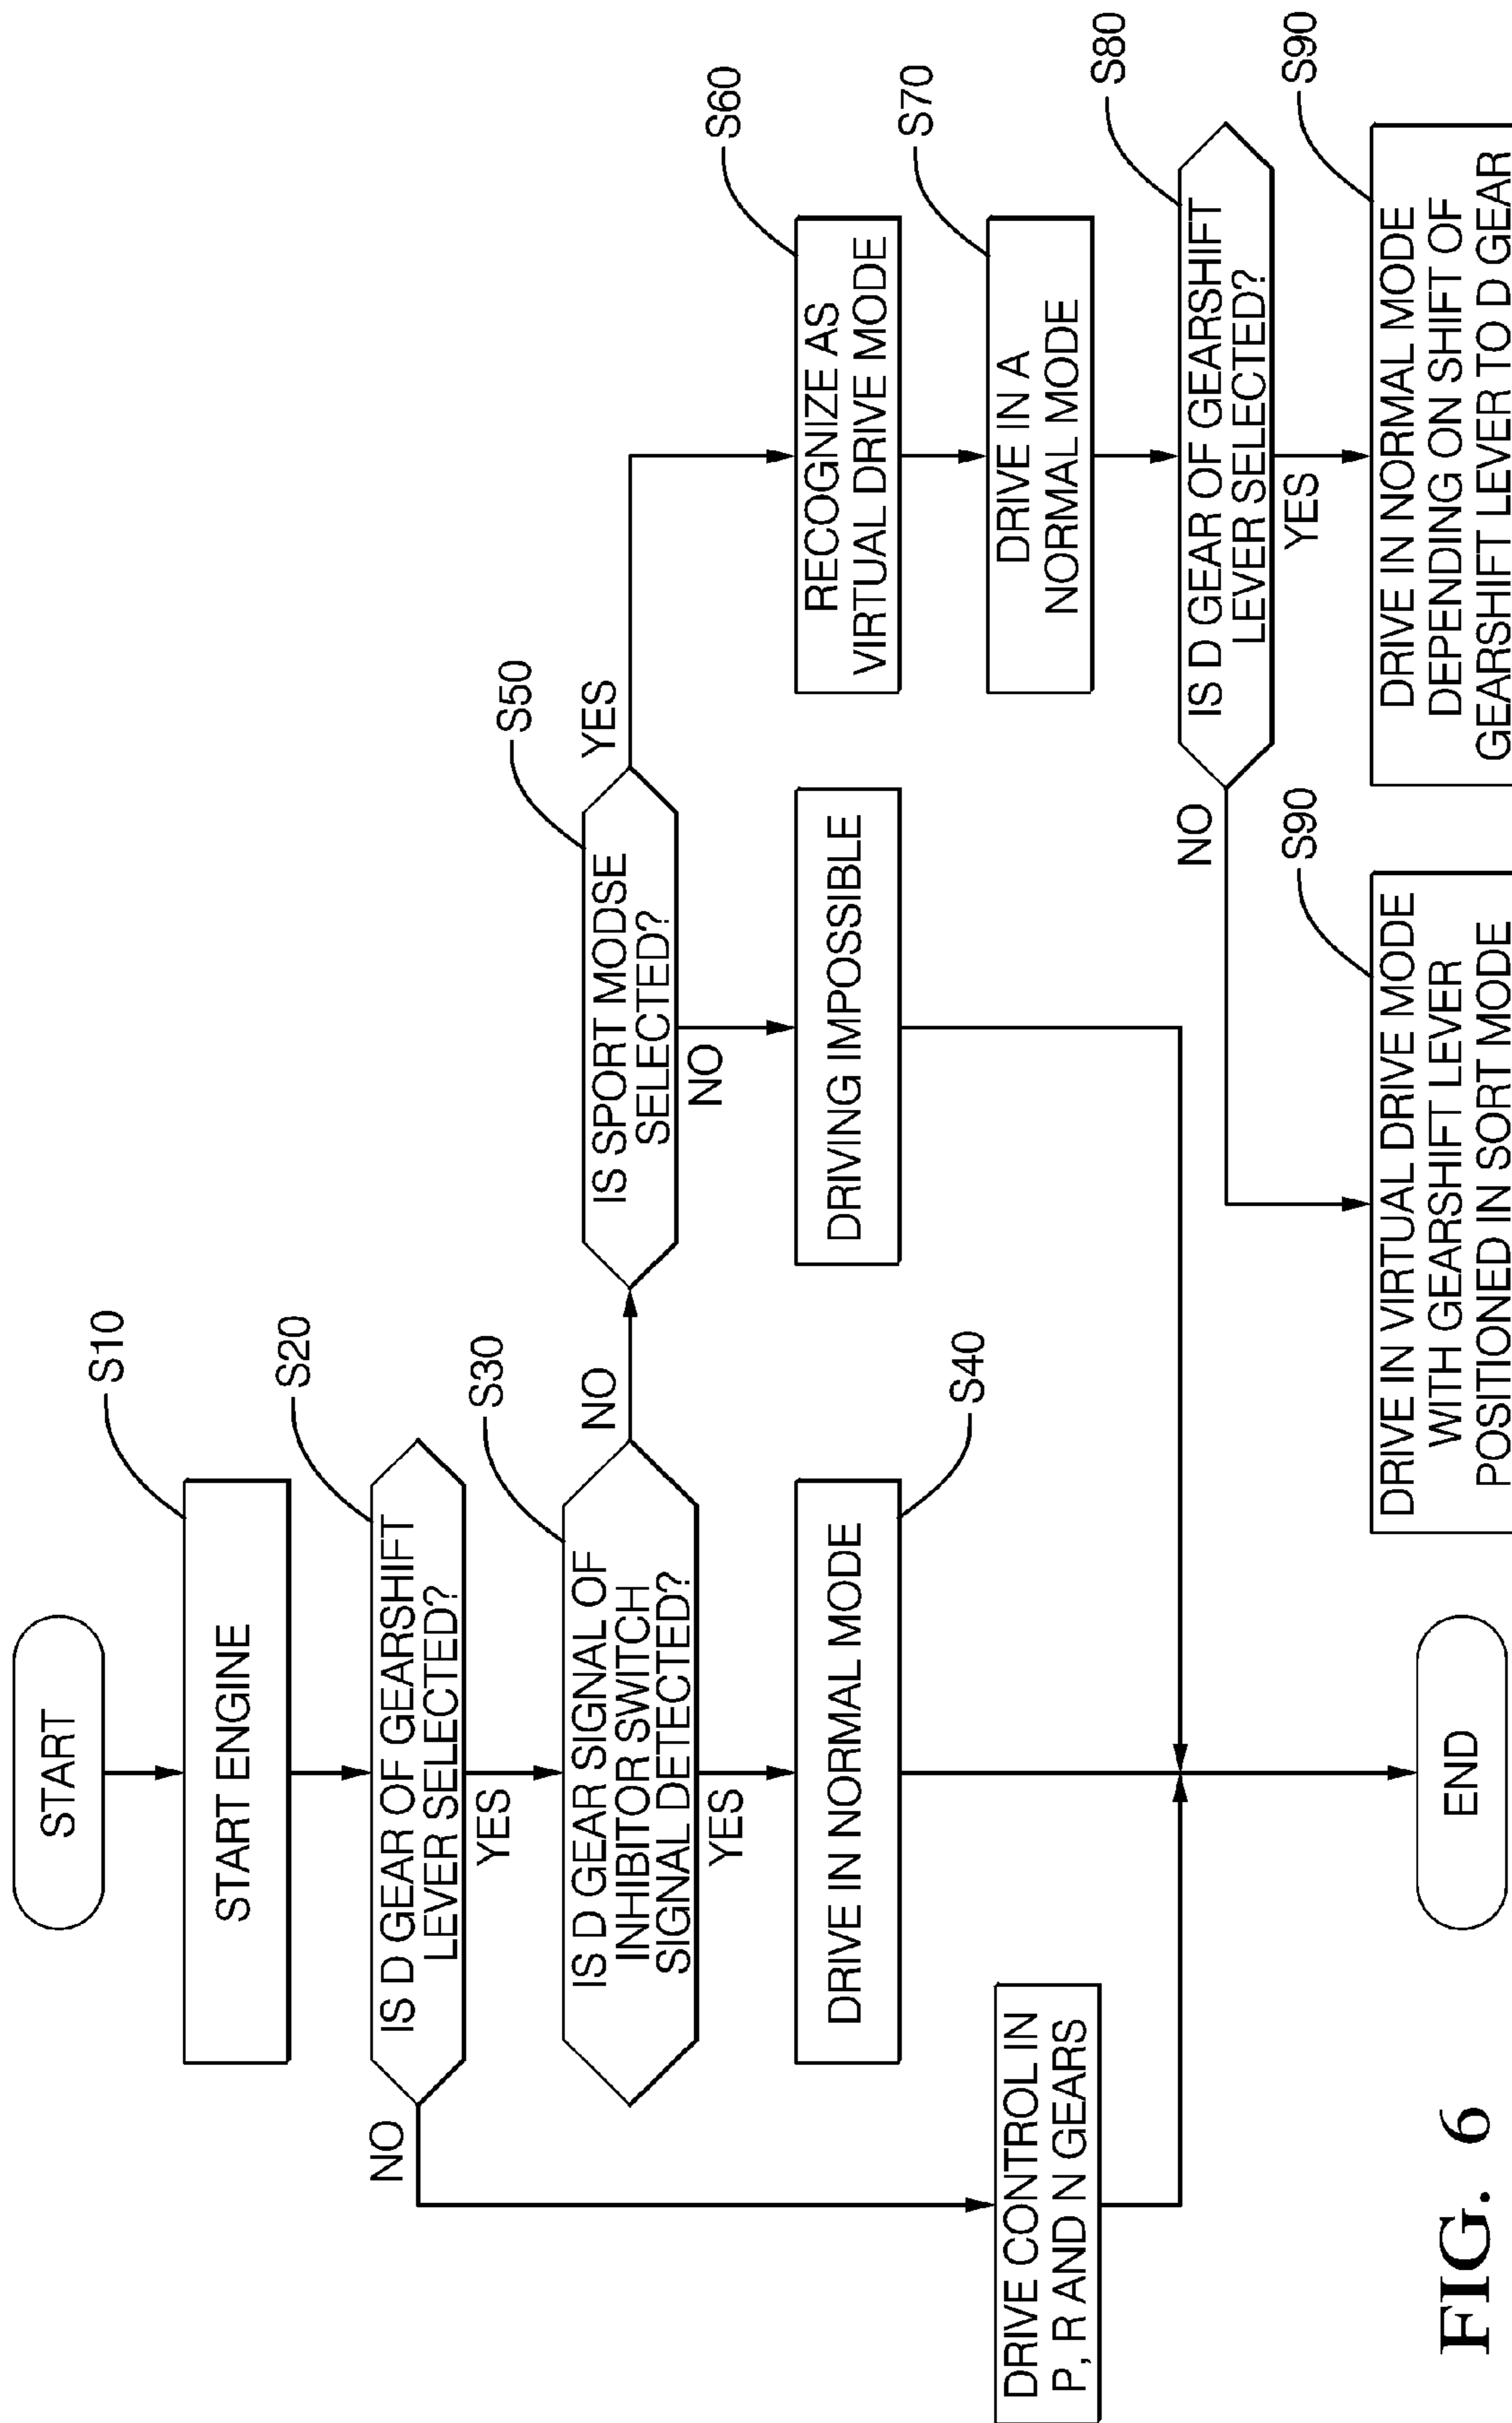 START
START ENGINE
S10
IS D GEAR OF GEARSHIFT
LEVER SELECTED?
S20
NO
YES
IS D GEAR SIGNAL OF
INHIBITOR SWITCH
SIGNAL DETECTED?
S30
NO
YES
IS SPORT MODSE
SELECTED?
S50
YES
NO
DRIVE IN NORMAL MODE
S40
DRIVING IMPOSSIBLE
RECOGNIZE AS
VIRTUAL DRIVE MODE
S60
DRIVE CONTROL IN
P, R AND N GEARS
DRIVE IN A
NORMAL MODE
S70
IS D GEAR OF GEARSHIFT
LEVER SELECTED?
S80
NO
YES
DRIVE IN VIRTUAL DRIVE MODE
WITH GEARSHIFT LEVER
POSITIONED IN SORT MODE
S90
DRIVE IN NORMAL MODE
DEPENDING ON SHIFT OF
GEARSHIFT LEVER TO D GEAR
S90
END
FIG. 6